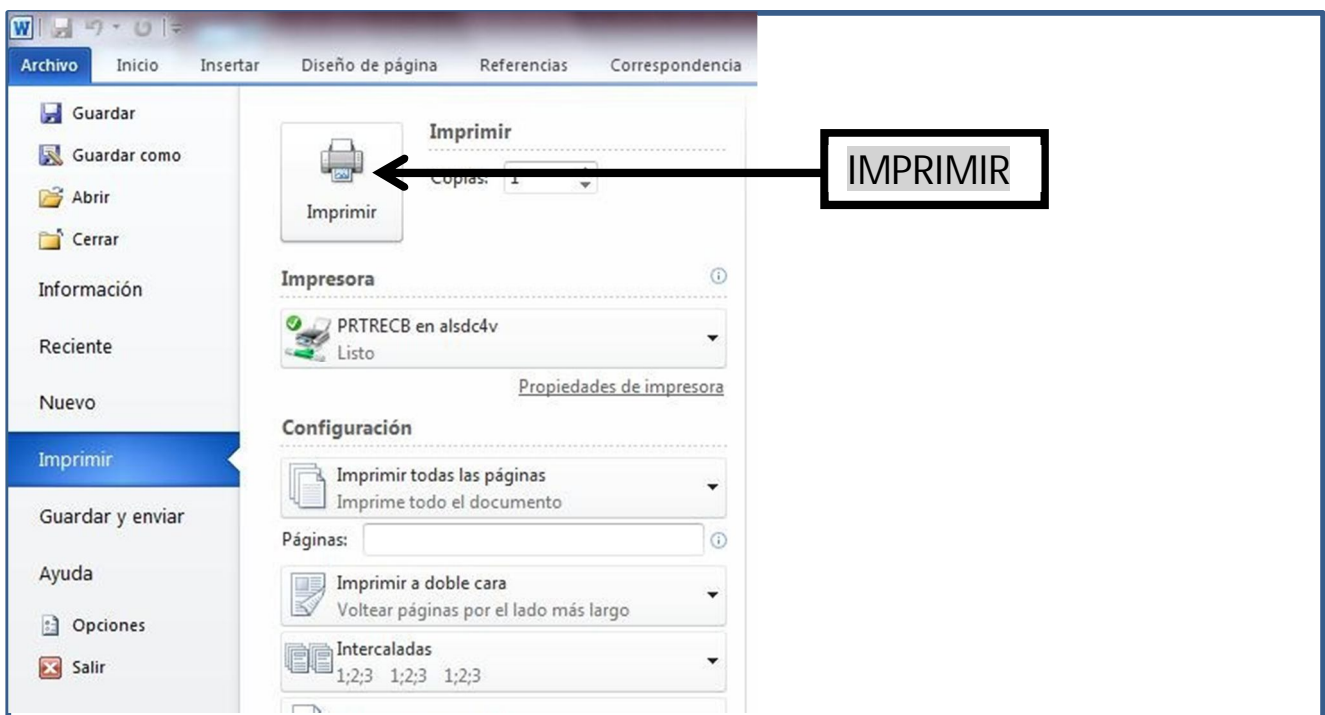 W
Archivo Inicio Insertar Diseño de página Referencias Correspondencia
Guardar
Guardar como
Abrir
Cerrar
Información
Reciente
Nuevo
Imprimir
Guardar y enviar
Ayuda
Opciones
Salir
Imprimir
Imprimir
Copias: 1
IMPRIMIR
Impresora
PRTRECB en alsdc4v
Listo
Propiedades de impresora
Configuración
Imprimir todas las páginas
Imprime todo el documento
Páginas:
Imprimir a doble cara
Voltear páginas por el lado más largo
Intercaladas
1;2;3 1;2;3 1;2;3